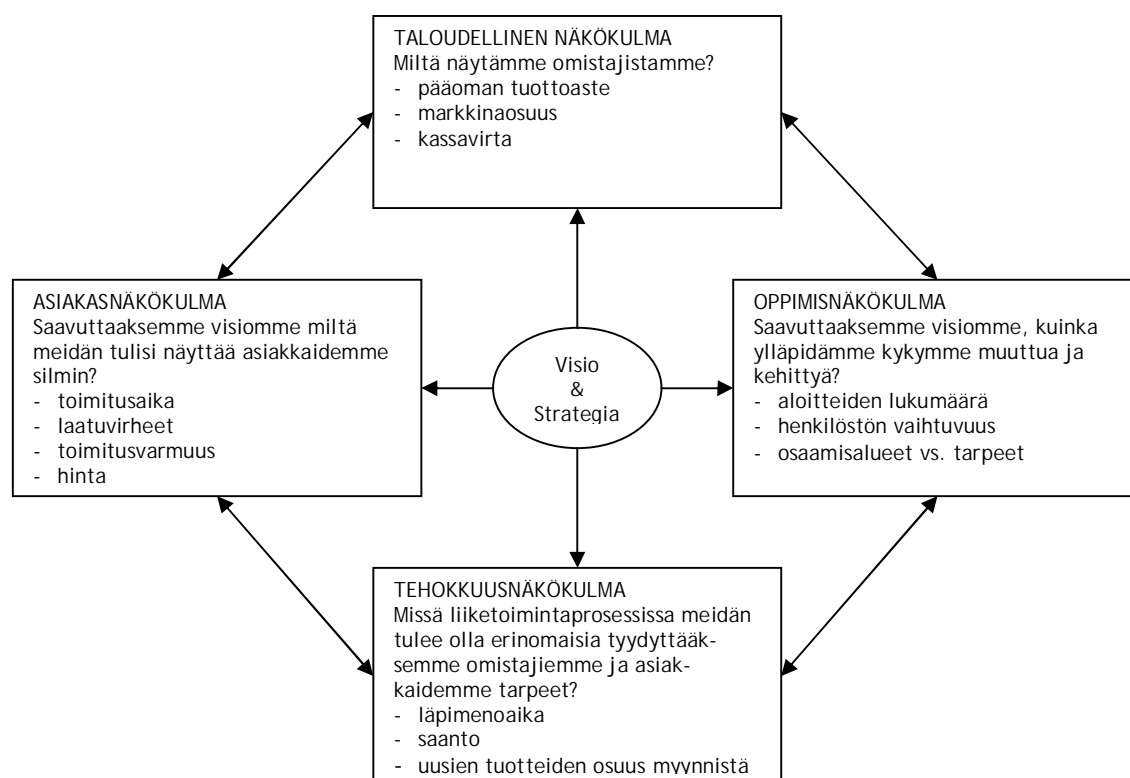 TALOUDELLINEN NÄKÖKULMA
Miltä näytämme omistajistamme?
- pääoman tuottoaste
- markkinaosuus
- kassavirta
ASIAKASNÄKÖKULMA
Saavuttaaksemme visiomme miltä
meidän tulisi näyttää asiakkaidemme
silmin?
- toimitusaika
- laatuvirheet
- toimitusvarmuus
- hinta
Visio
&
Strategia
OPPIMISNÄKÖKULMA
Saavuttaaksemme visiomme, kuinka
ylläpidämme kykymme muuttua ja
kehittyä?
- aloitteiden lukumäärä
- henkilöstön vaihtuvuus
- osaamisalueet vs. tarpeet
TEHOKKUUSNÄKÖKULMA
Missä liiketoimintaprosessissa meidän
tulee olla erinomaisia tyydyttääk-
semme omistajiemme ja asiak-
kaidemme tarpeet?
- läpimenoaika
- saanto
- uusien tuotteiden osuus myynnistä